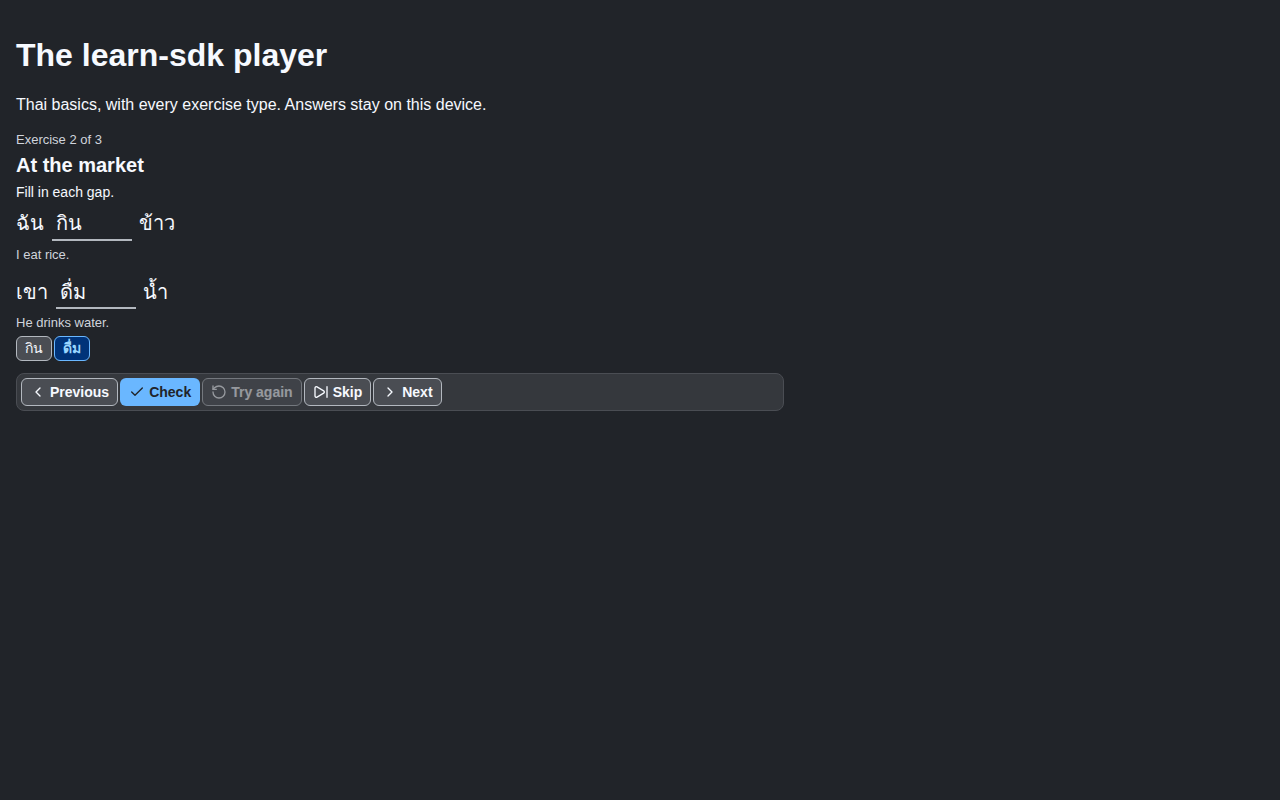 The learn-sdk player
Thai basics, with every exercise type. Answers stay on this device.
Exercise 2 of 3
At the market
Fill in each gap.
ฉัน กิน ข้าว
I eat rice.
เขา ดื่ม น้ำ
He drinks water.
กิน ดื่ม
Previous Check Try again Skip Next